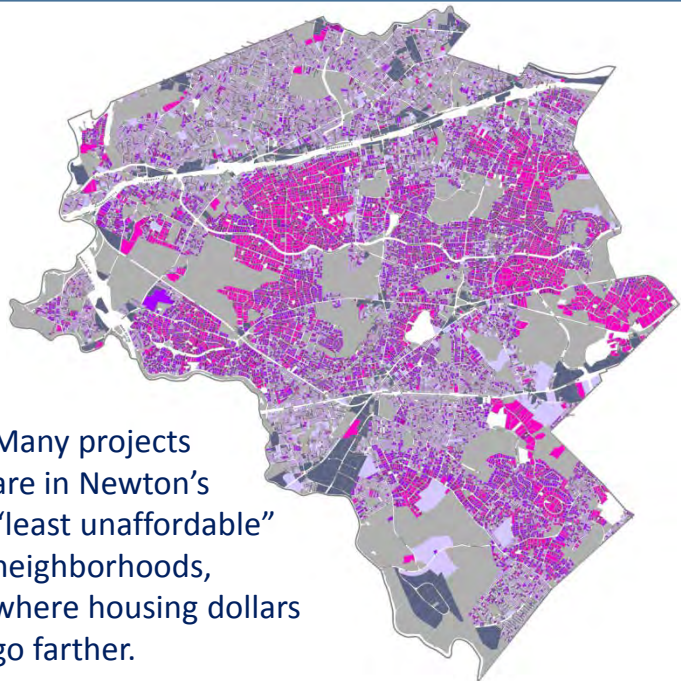 Many projects
are in Newton’s
“least unaffordable”
neighborhoods,
where housing dollars
go farther.